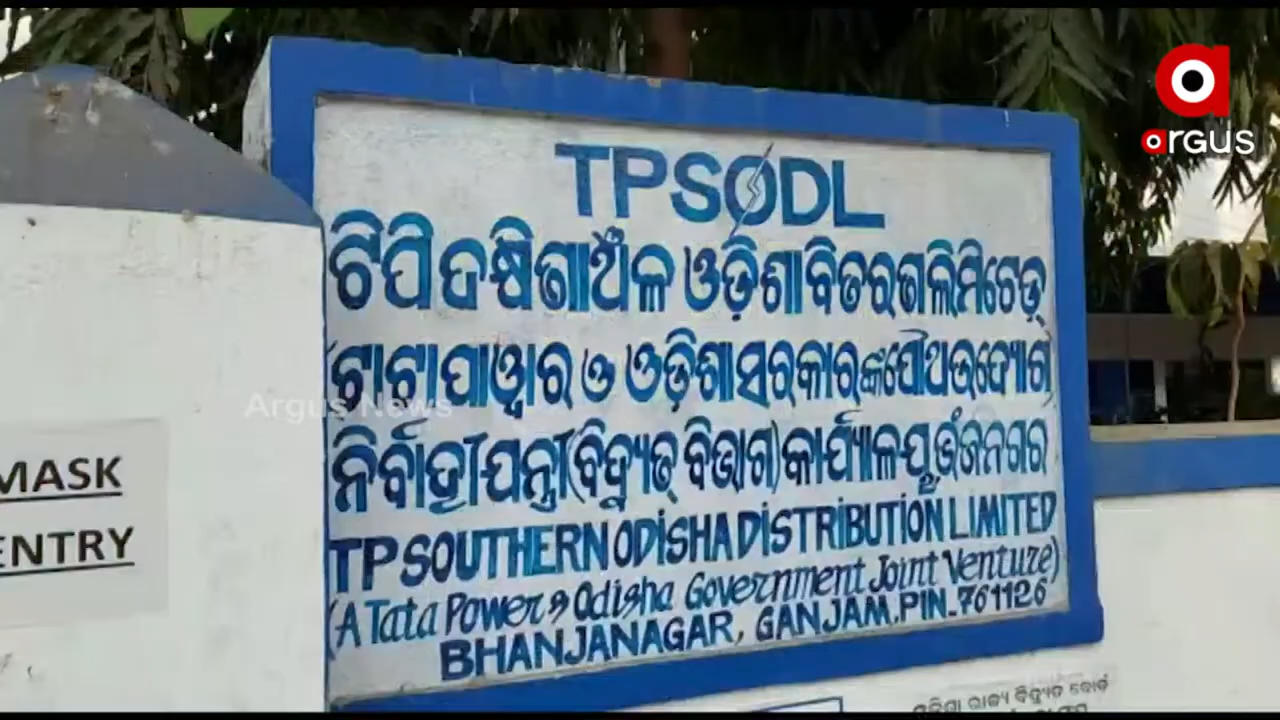 argus
TPSODL
ଟିପି ଦକ୍ଷିଣାଞ୍ଚଳ ଓଡ଼ିଶା ବିତରଣ ଲିମିଟେଡ୍
(ଟାଟା ପାୱାର ଓ ଓଡ଼ିଶା ସରକାରଙ୍କ ଯୌଥ ଉଦ୍ୟୋଗ)
Argus News
ନିର୍ବାହୀ ଯନ୍ତ୍ରୀ (ବିଦ୍ୟୁତ୍ ବିଭାଗ) କାର୍ଯ୍ୟାଳୟ, ଭଂଜନଗର
MASK
ENTRY
TP SOUTHERN ODISHA DISTRIBUTION LIMITED
(A Tata Power & Odisha Government Joint Venture)
BHANJANAGAR, GANJAM, PIN-761126
ଓଡ଼ିଶା ରାଜ୍ୟ ବିଦ୍ୟୁତ ବୋର୍ଡ